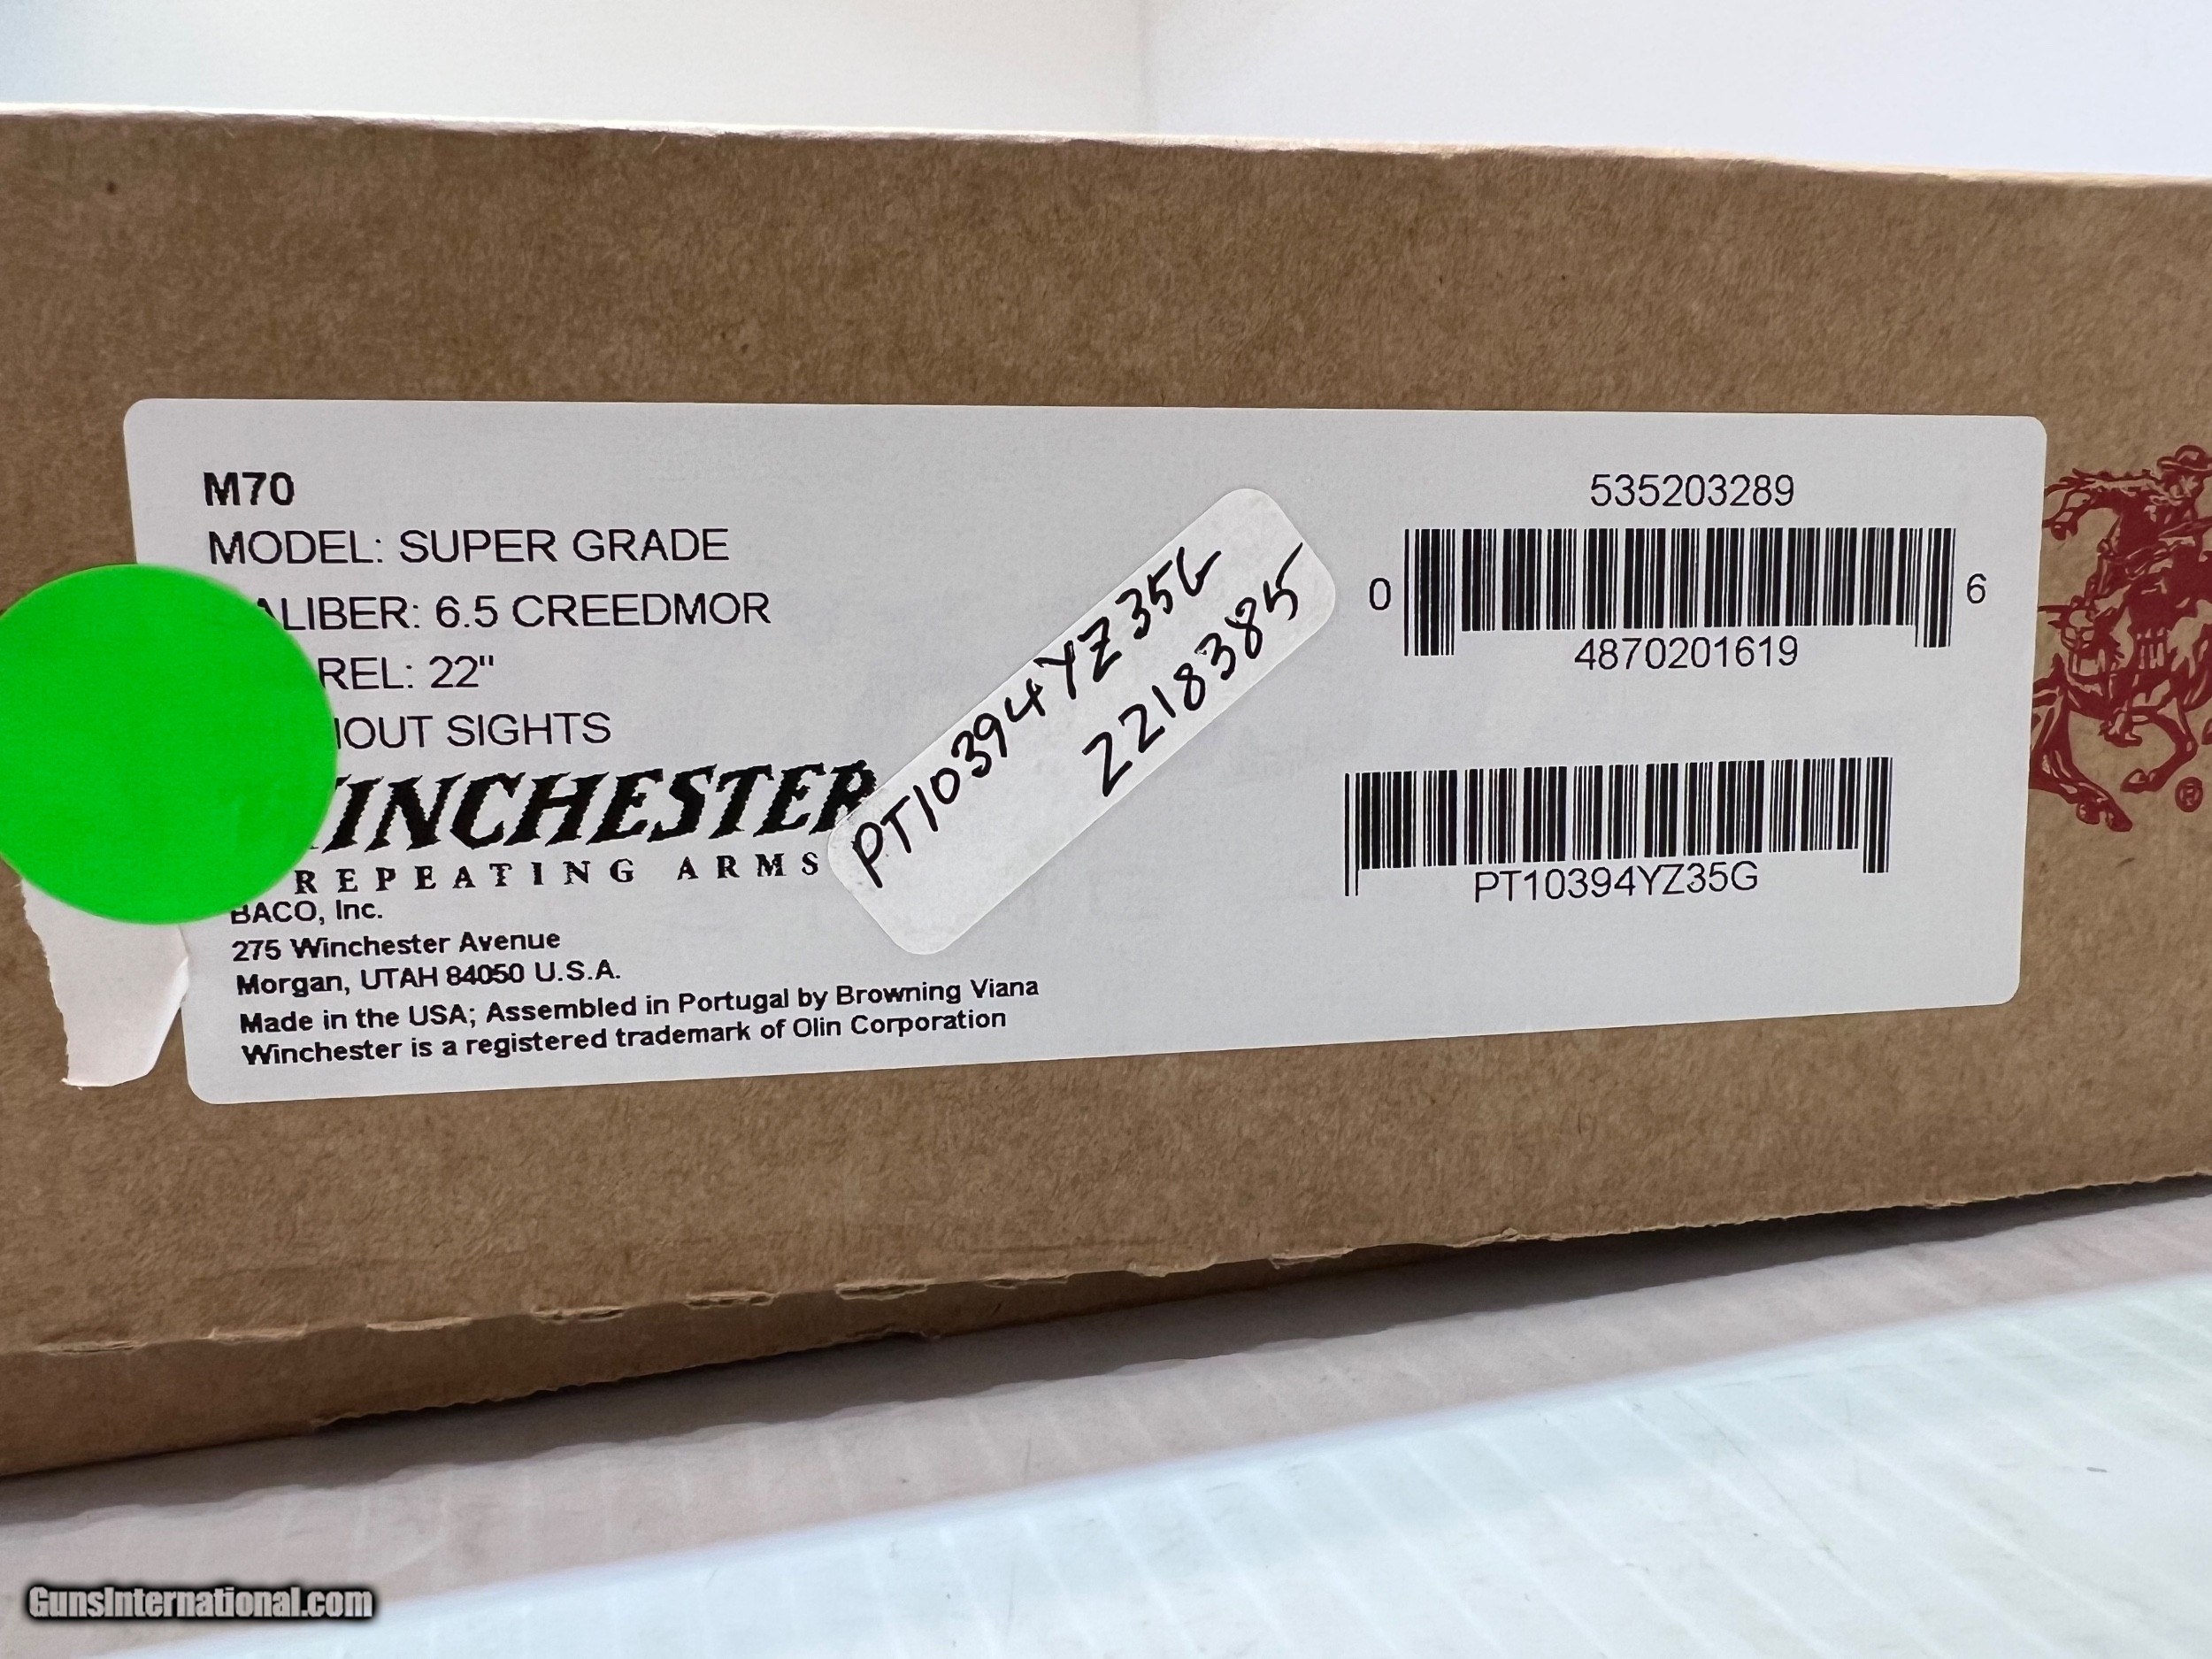 M70
MODEL: SUPER GRADE
ALIBER: 6.5 CREEDMOR
REL: 22"
HOUT SIGHTS
WINCHESTER
REPEATING ARMS
BACO, Inc.
275 Winchester Avenue
Morgan, UTAH 84050 U.S.A.
Made in the USA; Assembled in Portugal by Browning Viana
Winchester is a registered trademark of Olin Corporation
PT10394YZ35G
2218385
535203289
0 6
4870201619
PT10394YZ35G
®
GunsInternational.com